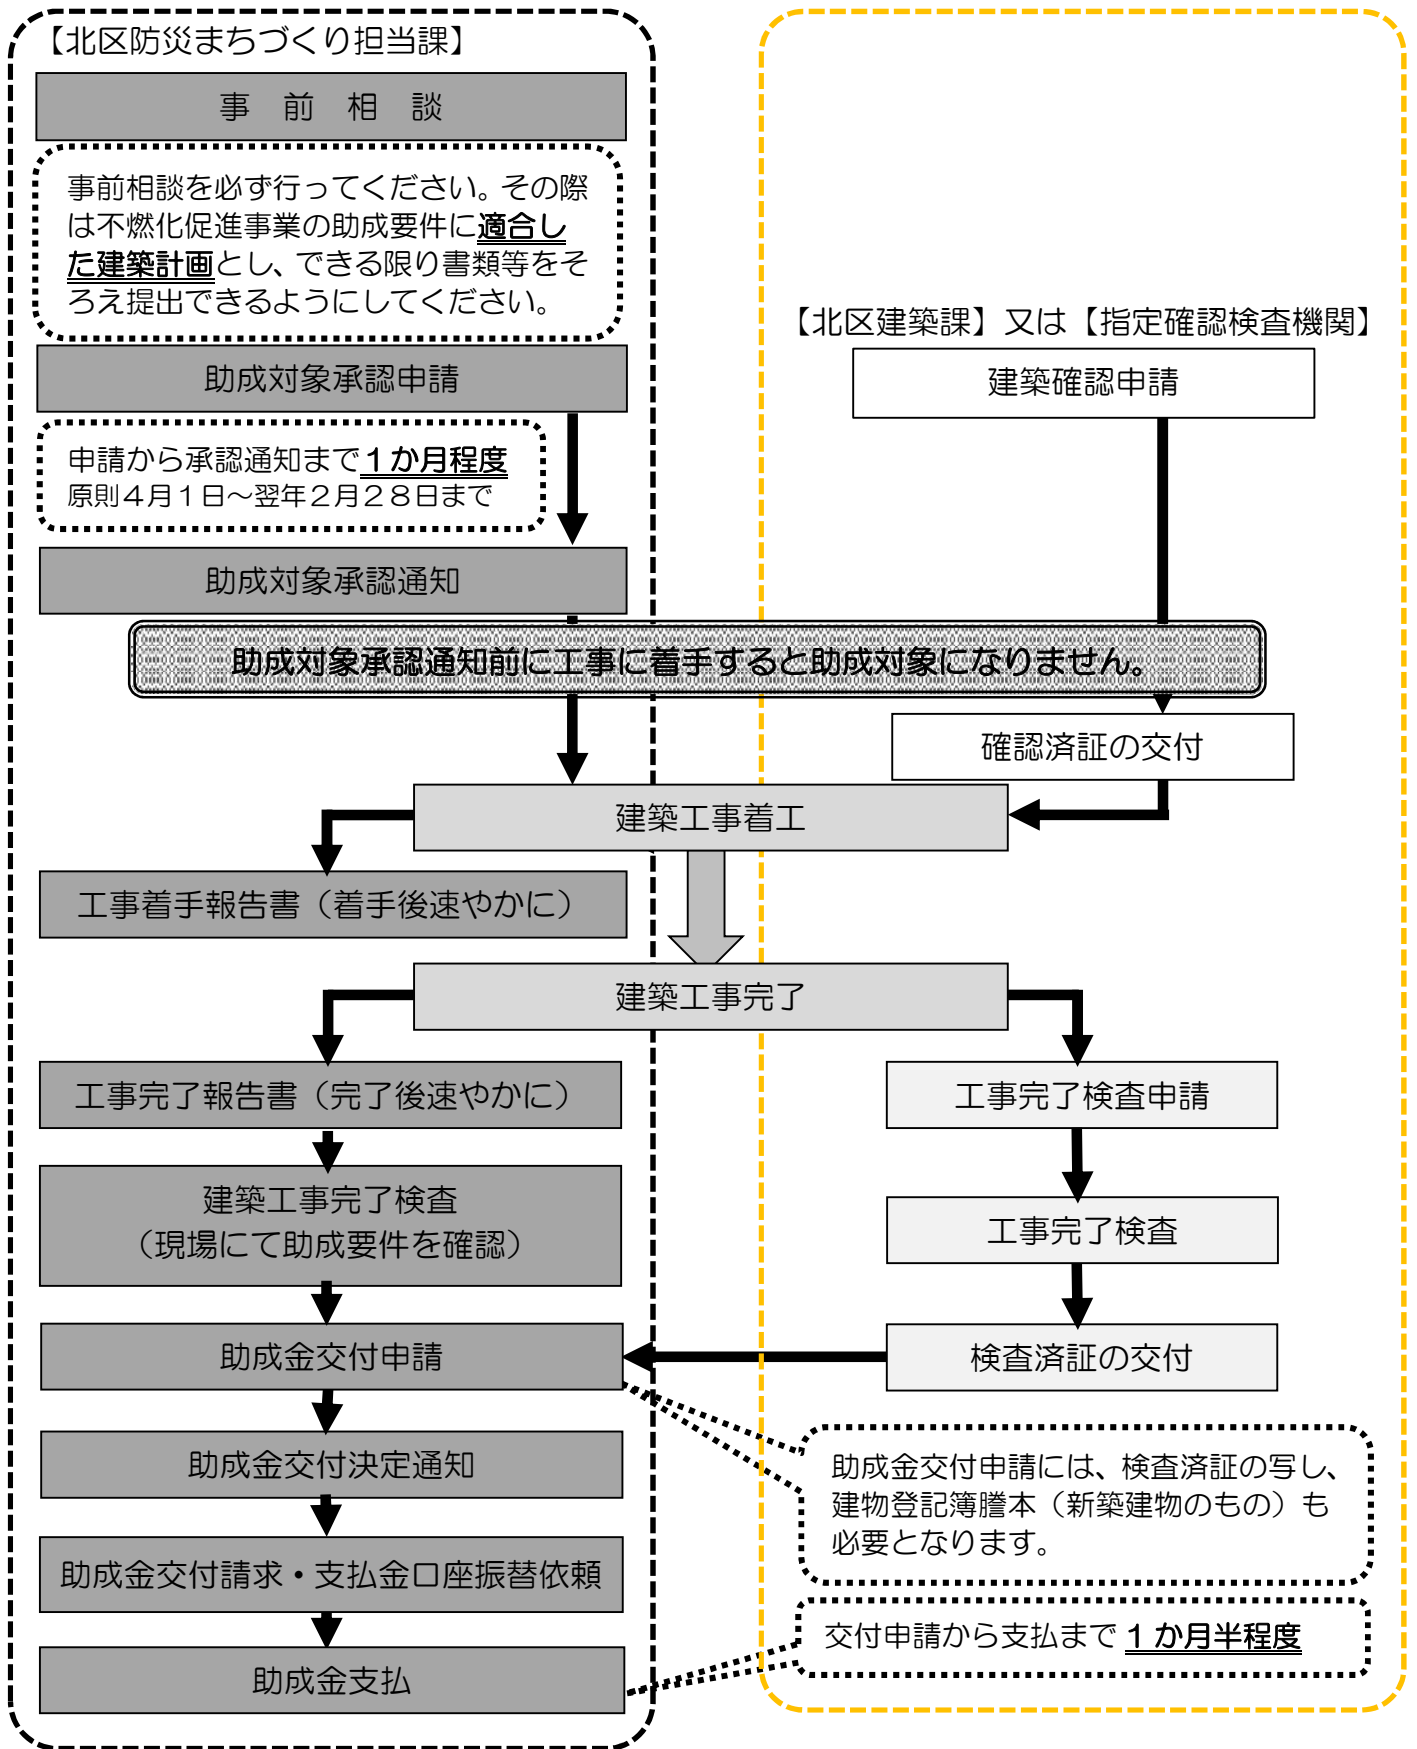 【北区防災まちづくり担当課】
事　前　相　談
事前相談を必ず行ってください。その際
は不燃化促進事業の助成要件に適合し
た建築計画とし、できる限り書類等をそ
ろえ提出できるようにしてください。
助成対象承認申請
申請から承認通知まで１か月程度
原則４月１日～翌年２月２８日まで
助成対象承認通知
【北区建築課】又は【指定確認検査機関】
建築確認申請
助成対象承認通知前に工事に着手すると助成対象になりません。
確認済証の交付
建築工事着工
工事着手報告書（着手後速やかに）
建築工事完了
工事完了報告書（完了後速やかに）
工事完了検査申請
建築工事完了検査
（現場にて助成要件を確認）
工事完了検査
助成金交付申請
検査済証の交付
助成金交付決定通知
助成金交付申請には、検査済証の写し、
建物登記簿謄本（新築建物のもの）も
必要となります。
助成金交付請求・支払金口座振替依頼
交付申請から支払まで１か月半程度
助成金支払